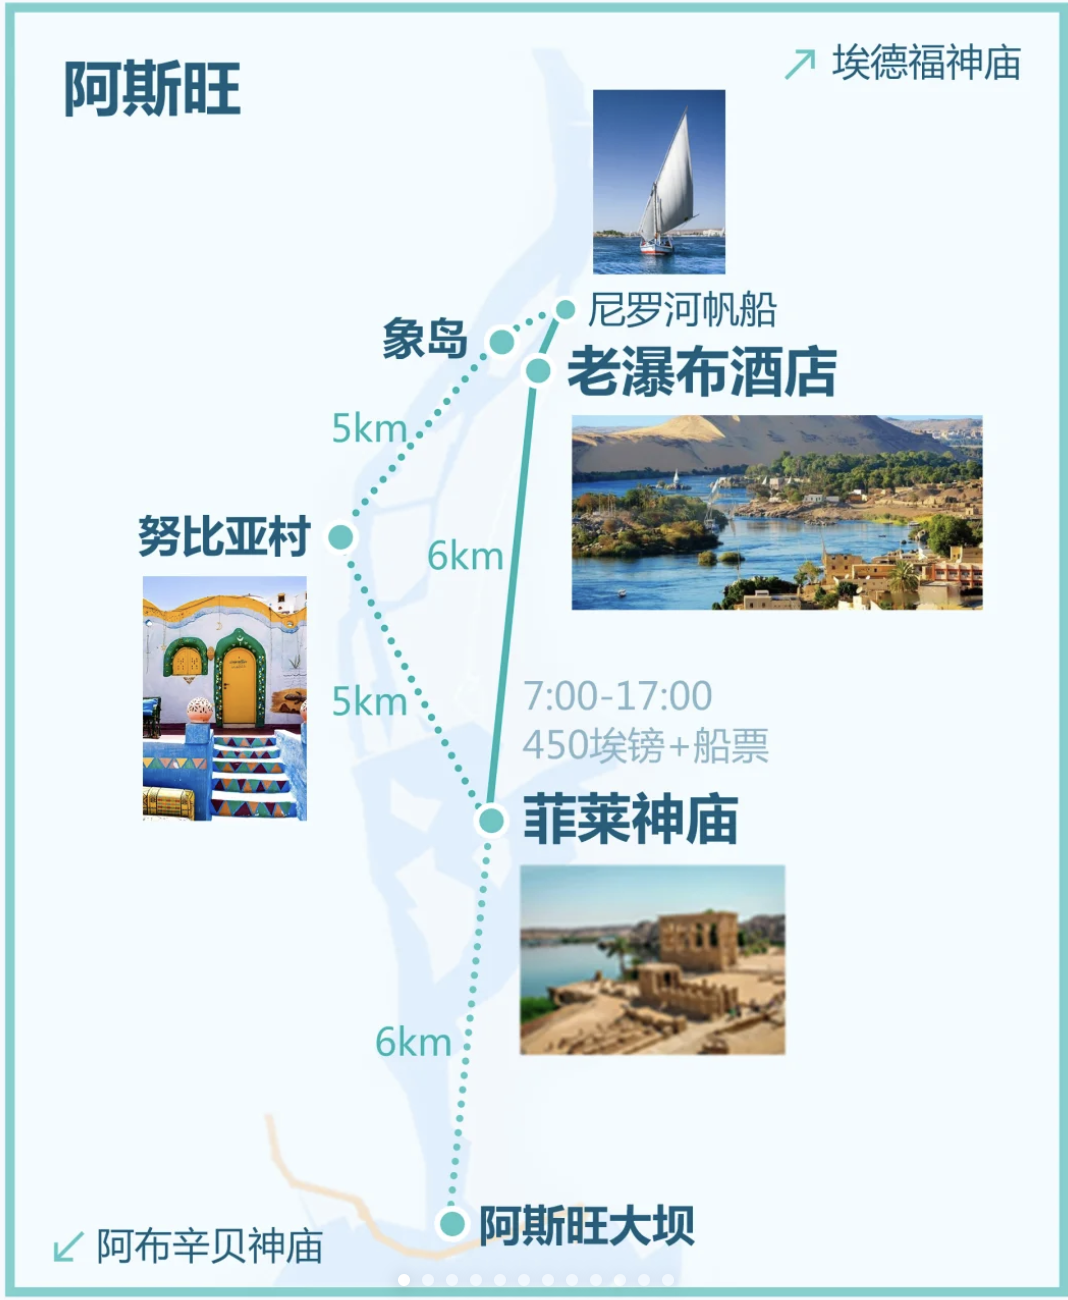 阿斯旺
埃德福神庙
尼罗河帆船
象岛
老瀑布酒店
5km
努比亚村
6km
5km
7:00-17:00
450埃镑+船票
菲莱神庙
6km
阿斯旺大坝
阿布辛贝神庙